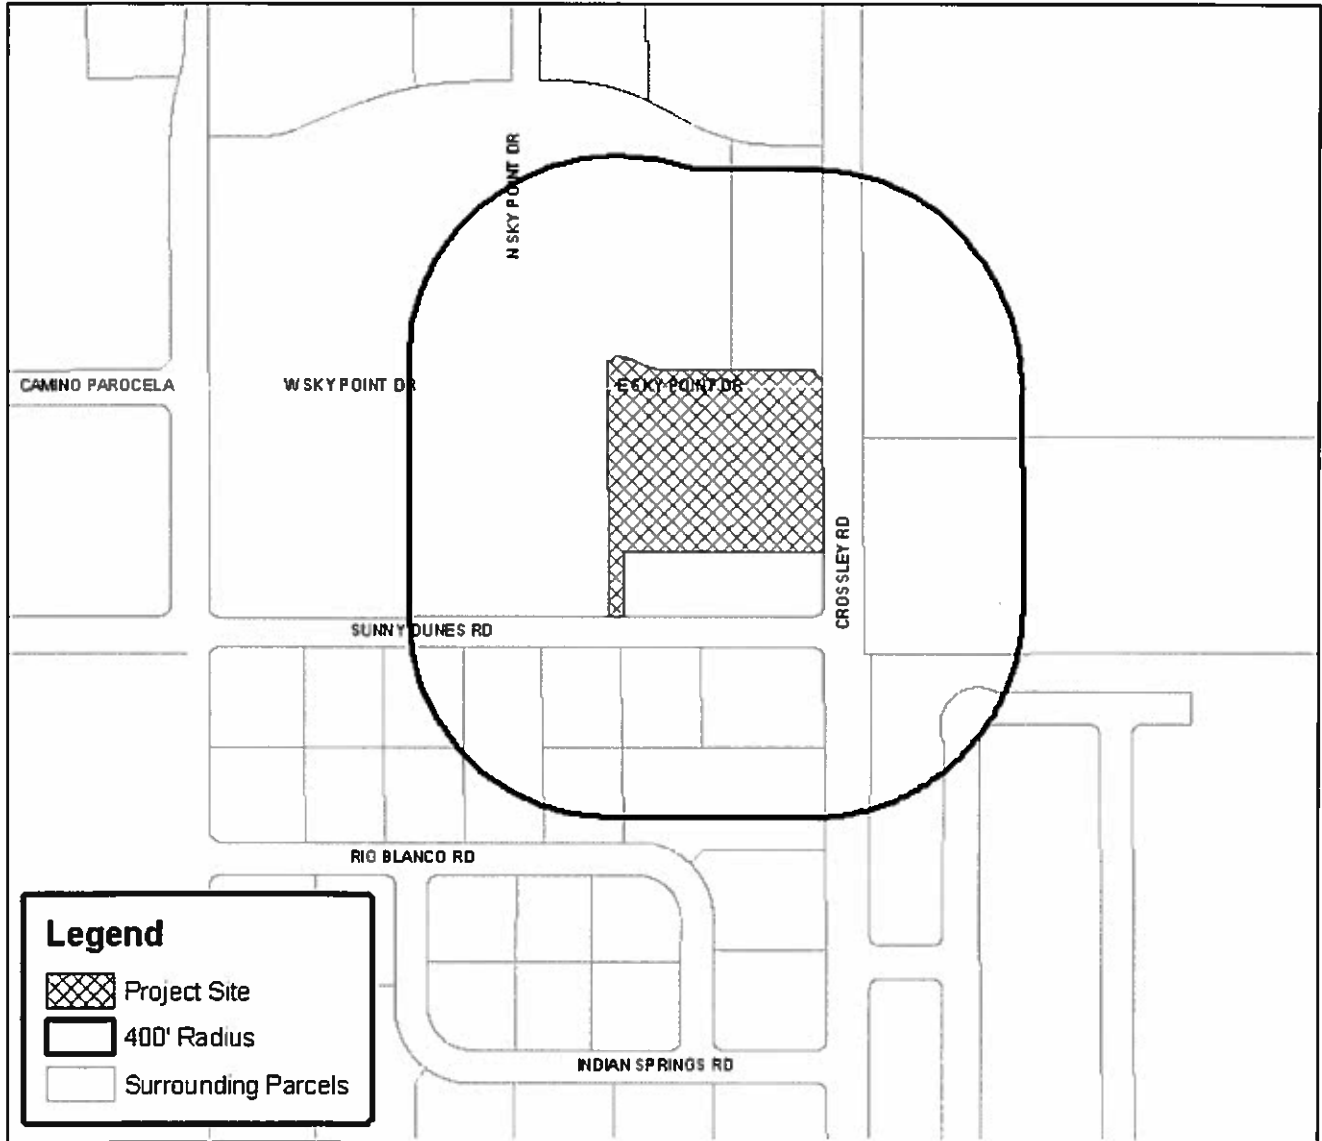 N SKY POINT DR
CAMINO PAROCELA
W SKY POINT DR
E SKY POINT DR
CROSSLEY RD
SUNNY DUNES RD
RIO BLANCO RD
INDIAN SPRINGS RD
Legend
Project Site
400' Radius
Surrounding Parcels